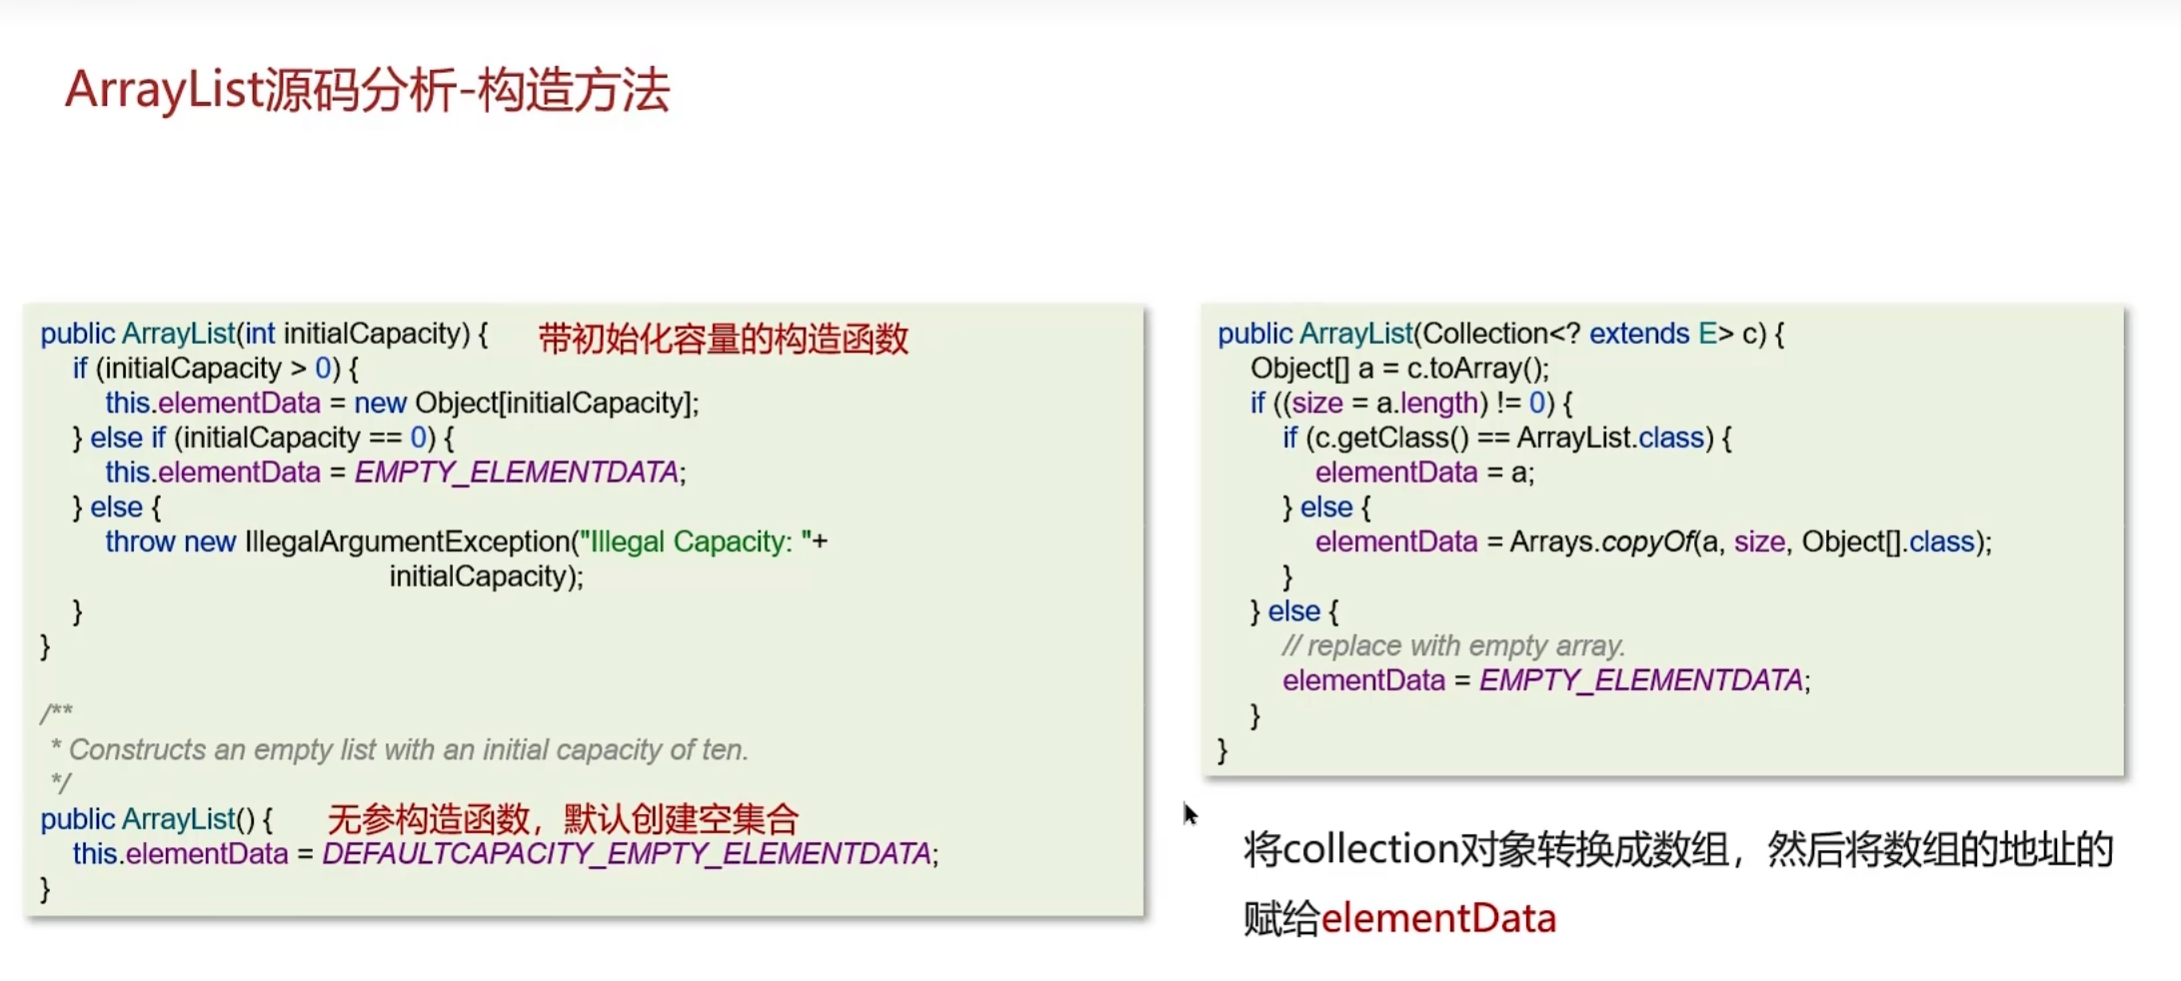 ArrayList源码分析-构造方法
public ArrayList(int initialCapacity) { 带初始化容量的构造函数
if (initialCapacity > 0) {
this.elementData = new Object[initialCapacity];
} else if (initialCapacity == 0) {
this.elementData = EMPTY_ELEMENTDATA;
} else {
throw new IllegalArgumentException("Illegal Capacity: "+
initialCapacity);
}
}
/**
* Constructs an empty list with an initial capacity of ten.
*/
public ArrayList() { 无参构造函数，默认创建空集合
this.elementData = DEFAULTCAPACITY_EMPTY_ELEMENTDATA;
}
public ArrayList(Collection<? extends E> c) {
Object[] a = c.toArray();
if ((size = a.length) != 0) {
if (c.getClass() == ArrayList.class) {
elementData = a;
} else {
elementData = Arrays.copyOf(a, size, Object[].class);
}
} else {
// replace with empty array.
elementData = EMPTY_ELEMENTDATA;
}
}
将collection对象转换成数组，然后将数组的地址的
赋给elementData